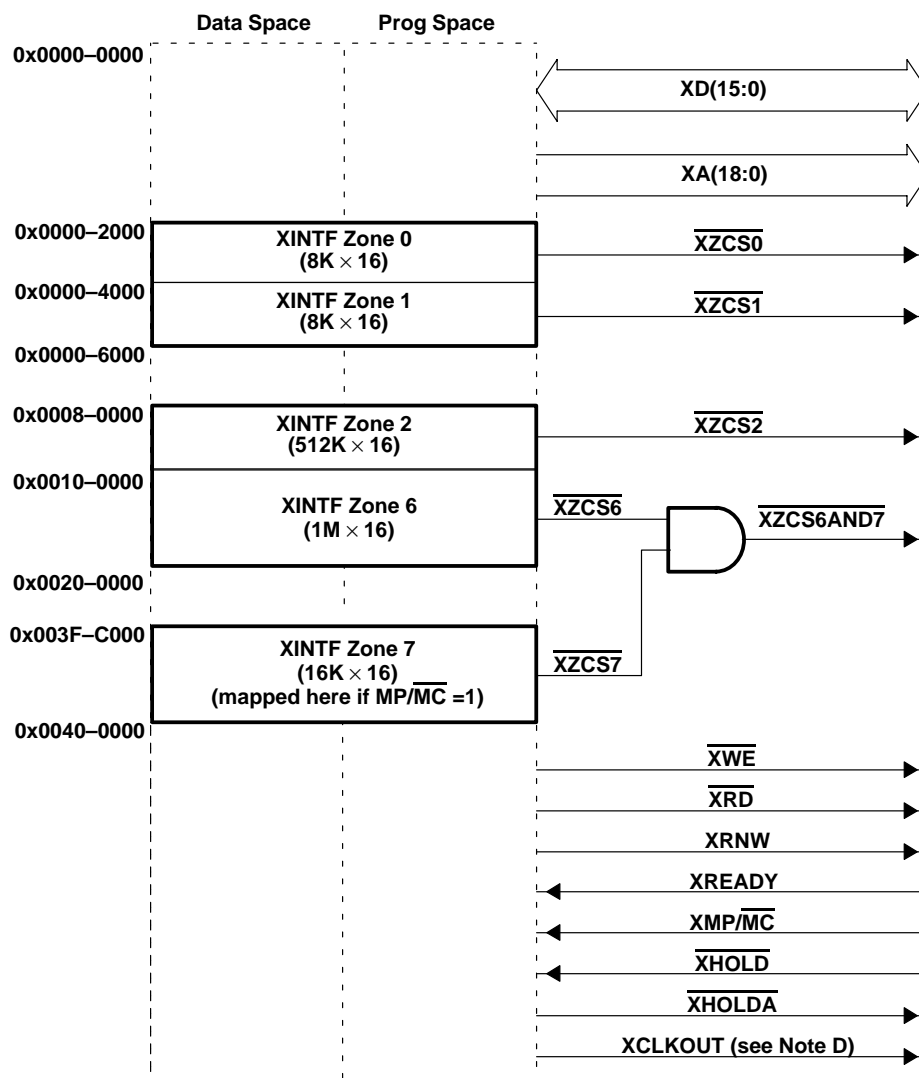 Data Space Prog Space
0x0000–0000
XD(15:0)
XA(18:0)
0x0000–2000
XINTF Zone 0
(8K × 16)
XZCS0
0x0000–4000
XINTF Zone 1
(8K × 16)
XZCS1
0x0000–6000
0x0008–0000
XINTF Zone 2
(512K × 16)
XZCS2
0x0010–0000
XINTF Zone 6
(1M × 16)
XZCS6
XZCS6AND7
0x0020–0000
0x003F–C000
XINTF Zone 7
(16K × 16)
(mapped here if MP/MC =1)
XZCS7
0x0040–0000
XWE
XRD
XRNW
XREADY
XMP/MC
XHOLD
XHOLDA
XCLKOUT (see Note D)